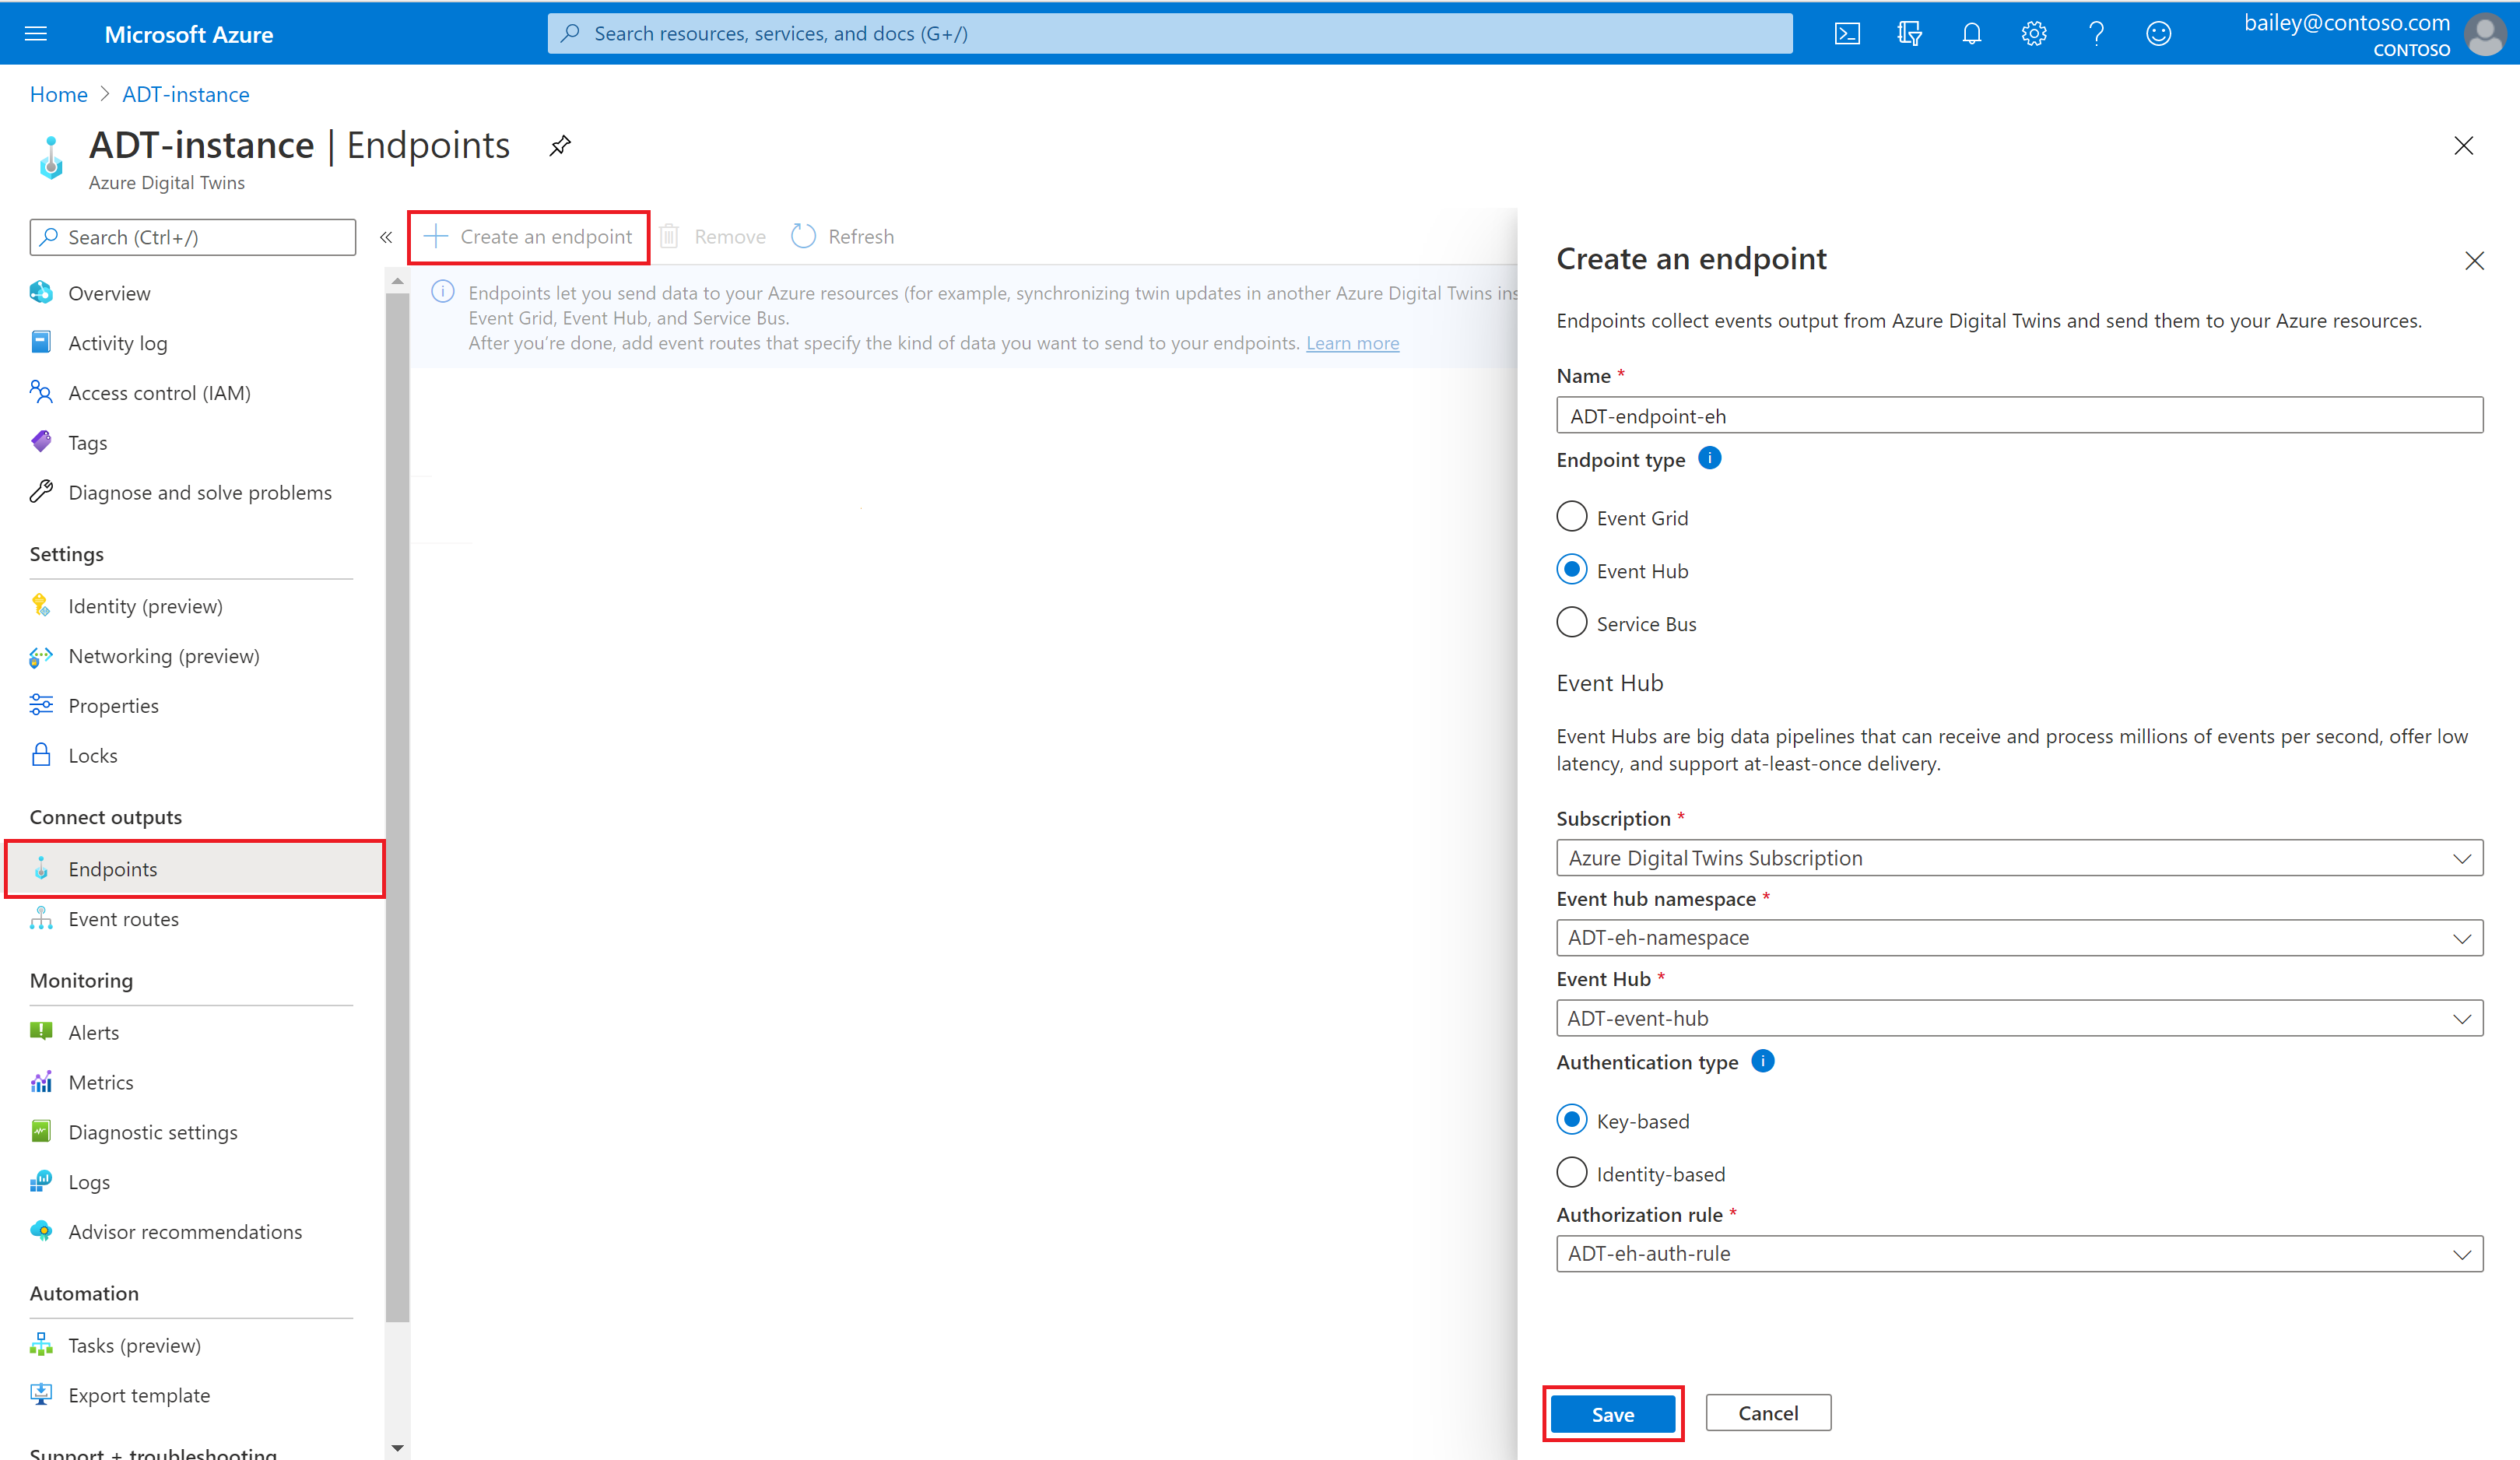 Microsoft Azure
Search resources, services, and docs (G+/)
bailey@contoso.com
CONTOSO
Home > ADT-instance
ADT-instance | Endpoints
Azure Digital Twins
Search (Ctrl+/)
«
Overview
Activity log
Access control (IAM)
Tags
Diagnose and solve problems
Settings
Identity (preview)
Networking (preview)
Properties
Locks
Connect outputs
Endpoints
Event routes
Monitoring
Alerts
Metrics
Diagnostic settings
Logs
Advisor recommendations
Automation
Tasks (preview)
Export template
Support + troubleshooting
Create an endpoint
Remove
Refresh
Endpoints let you send data to your Azure resources (for example, synchronizing twin updates in another Azure Digital Twins ins
Event Grid, Event Hub, and Service Bus.
After you're done, add event routes that specify the kind of data you want to send to your endpoints. Learn more
Create an endpoint
Endpoints collect events output from Azure Digital Twins and send them to your Azure resources.
Name *
ADT-endpoint-eh
Endpoint type
Event Grid
Event Hub
Service Bus
Event Hub
Event Hubs are big data pipelines that can receive and process millions of events per second, offer low
latency, and support at-least-once delivery.
Subscription *
Azure Digital Twins Subscription
Event hub namespace *
ADT-eh-namespace
Event Hub *
ADT-event-hub
Authentication type
Key-based
Identity-based
Authorization rule *
ADT-eh-auth-rule
Save
Cancel